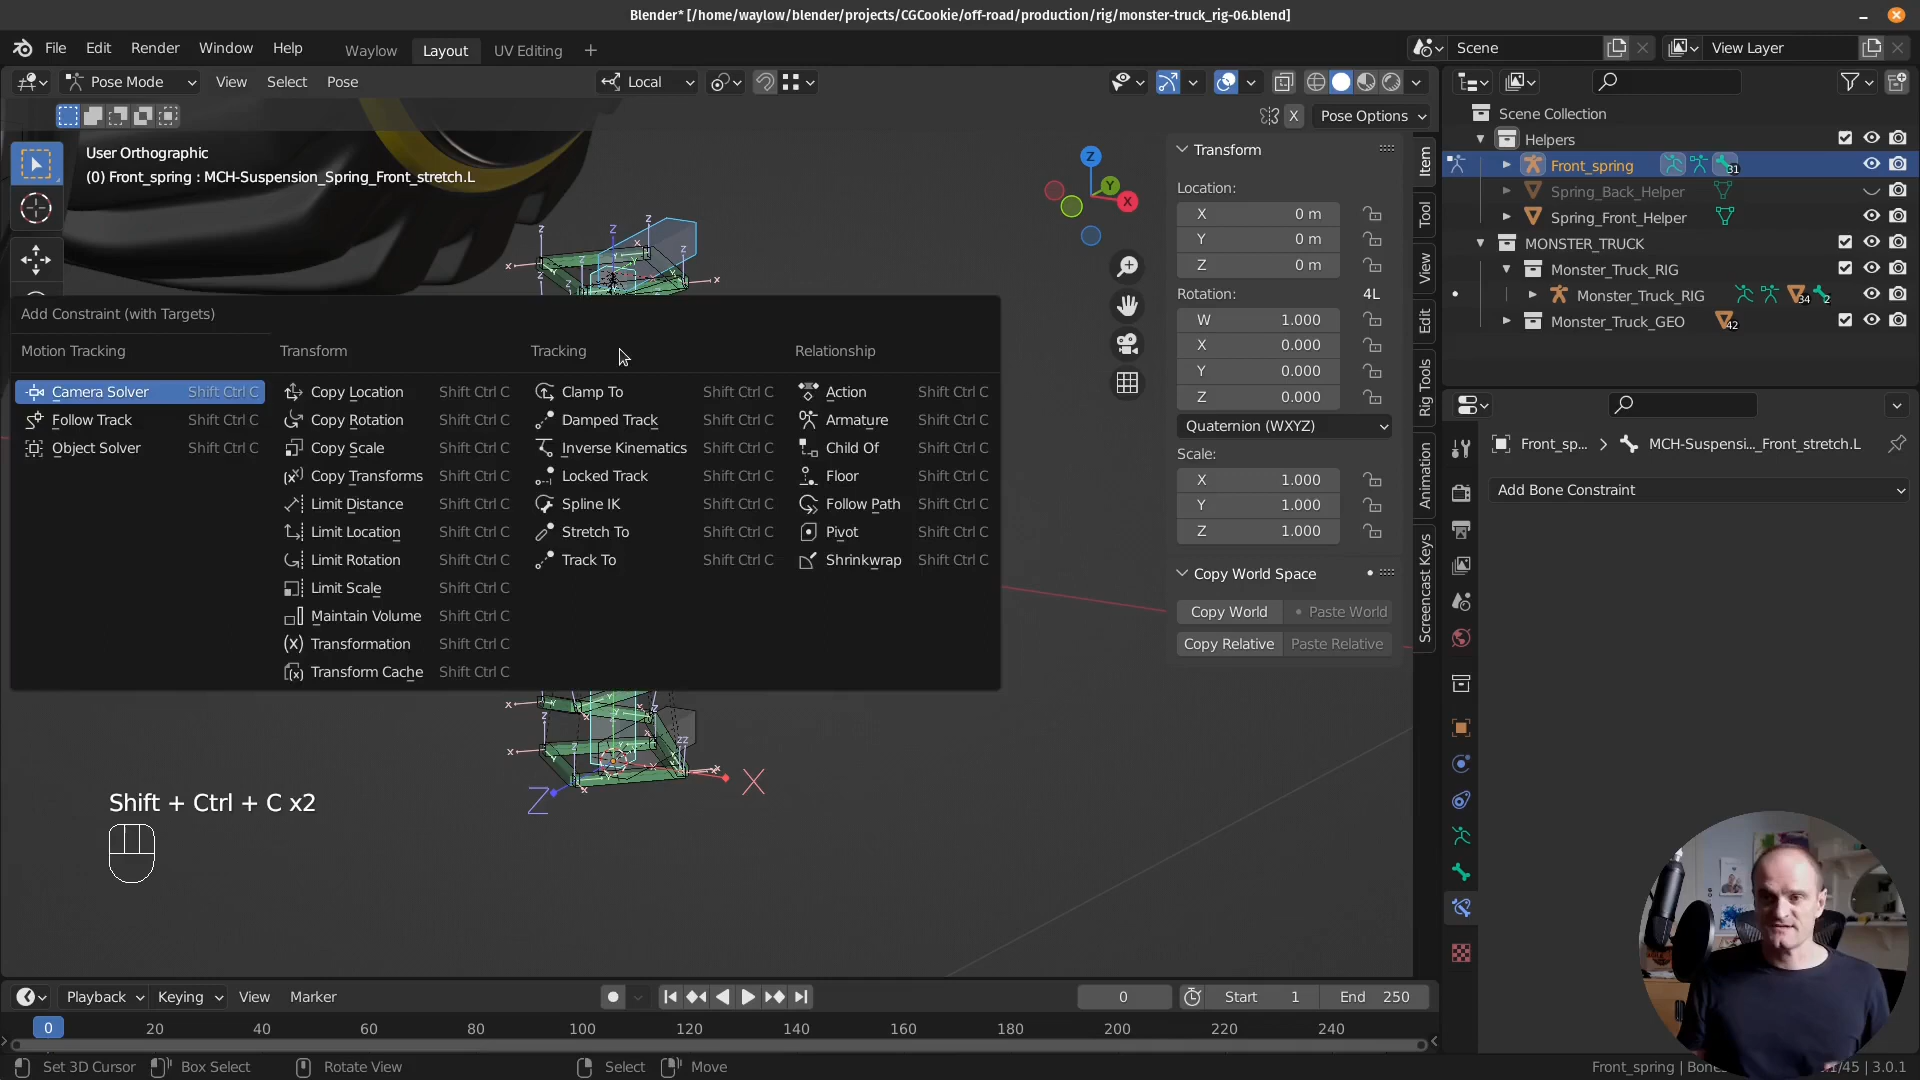 Blender* [/home/waylow/blender/projects/CGCookie/off-road/production/rig/monster-truck_rig-06.blend]
File Edit Render Window Help Waylow Layout UV Editing Scene View Layer
Pose Mode View Select Pose Local
X Pose Options
User Orthographic
(0) Front_spring : MCH-Suspension_Spring_Front_stretch.L
Add Constraint (with Targets)
Motion Tracking
Camera Solver Shift Ctrl C
Follow Track Shift Ctrl C
Object Solver Shift Ctrl C
Transform
Copy Location Shift Ctrl C
Copy Rotation Shift Ctrl C
Copy Scale Shift Ctrl C
Copy Transforms Shift Ctrl C
Limit Distance Shift Ctrl C
Limit Location Shift Ctrl C
Limit Rotation Shift Ctrl C
Limit Scale Shift Ctrl C
Maintain Volume Shift Ctrl C
Transformation Shift Ctrl C
Transform Cache Shift Ctrl C
Tracking
Clamp To Shift Ctrl C
Damped Track Shift Ctrl C
Inverse Kinematics Shift Ctrl C
Locked Track Shift Ctrl C
Spline IK Shift Ctrl C
Stretch To Shift Ctrl C
Track To Shift Ctrl C
Relationship
Action Shift Ctrl C
Armature Shift Ctrl C
Child Of Shift Ctrl C
Floor Shift Ctrl C
Follow Path Shift Ctrl C
Pivot Shift Ctrl C
Shrinkwrap Shift Ctrl C
Z
Y
X
Z
X
Shift + Ctrl + C x2
Transform
Location:
X 0 m
Y 0 m
Z 0 m
Rotation: 4L
W 1.000
X 0.000
Y 0.000
Z 0.000
Quaternion (WXYZ)
Scale:
X 1.000
Y 1.000
Z 1.000
Copy World Space
Copy World Paste World
Copy Relative Paste Relative
Item
Tool
View
Edit
Rig Tools
Animation
Screencast Keys
Scene Collection
Helpers
Front_spring 31
Spring_Back_Helper
Spring_Front_Helper
MONSTER_TRUCK
Monster_Truck_RIG
Monster_Truck_RIG 34 2
Monster_Truck_GEO 42
Front_sp... MCH-Suspensi..._Front_stretch.L
Add Bone Constraint
Playback Keying View Marker 0 Start 1 End 250
0 20 40 60 80 100 120 140 160 180 200 220 240
Set 3D Cursor Box Select Rotate View Select Move Front_spring | Bone 1/45 | 3.0.1